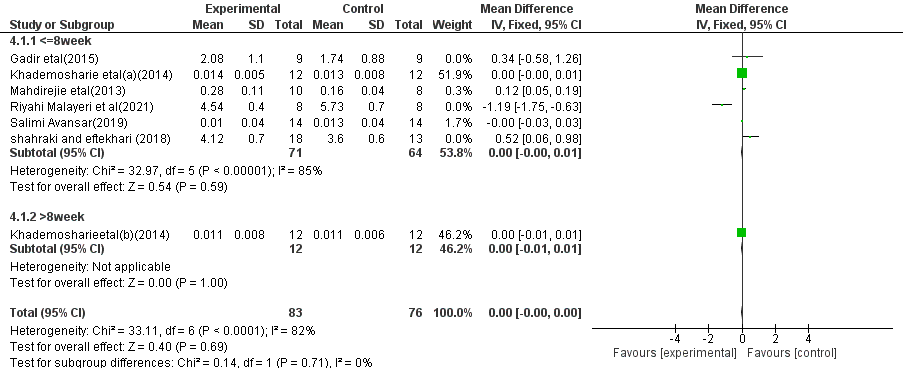 Experimental Control Mean Difference Mean Difference
Study or Subgroup Mean SD Total Mean SD Total Weight IV, Fixed, 95% CI IV, Fixed, 95% CI
4.1.1 <=8week
Gadir etal(2015) 2.08 1.1 9 1.74 0.88 9 0.0% 0.34 [-0.58, 1.26]
Khademosharie etal(a)(2014) 0.014 0.005 12 0.013 0.008 12 51.9% 0.00 [-0.00, 0.01]
Mahdirejie etal(2013) 0.28 0.11 10 0.16 0.04 8 0.3% 0.12 [0.05, 0.19]
Riyahi Malayeri et al(2021) 4.54 0.4 8 5.73 0.7 8 0.0% -1.19 [-1.75, -0.63]
Salimi Avansar(2019) 0.01 0.04 14 0.013 0.04 14 1.5% -0.00 [-0.03, 0.03]
shahraki and eftekhari (2018) 4.12 0.7 18 3.6 0.6 13 0.0% 0.52 [0.06, 0.98]
Subtotal (95% CI) 71 64 53.8% 0.00 [-0.00, 0.01]
Heterogeneity: Chi² = 32.97, df = 5 (P < 0.00001); I² = 85%
Test for overall effect: Z = 0.54 (P = 0.59)
4.1.2 >8week
Khademosharieetal(b)(2014) 0.011 0.008 12 0.011 0.006 12 46.2% 0.00 [-0.01, 0.01]
Subtotal (95% CI) 12 12 46.2% 0.00 [-0.01, 0.01]
Heterogeneity: Not applicable
Test for overall effect: Z = 0.00 (P = 1.00)
Total (95% CI) 83 76 100.0% 0.00 [-0.00, 0.00]
Heterogeneity: Chi² = 33.11, df = 6 (P < 0.0001); I² = 82%
Test for overall effect: Z = 0.40 (P = 0.69)
Test for subgroup differences: Chi² = 0.14, df = 1 (P = 0.71), I² = 0%
-4 -2 0 2 4
Favours [experimental] Favours [control]